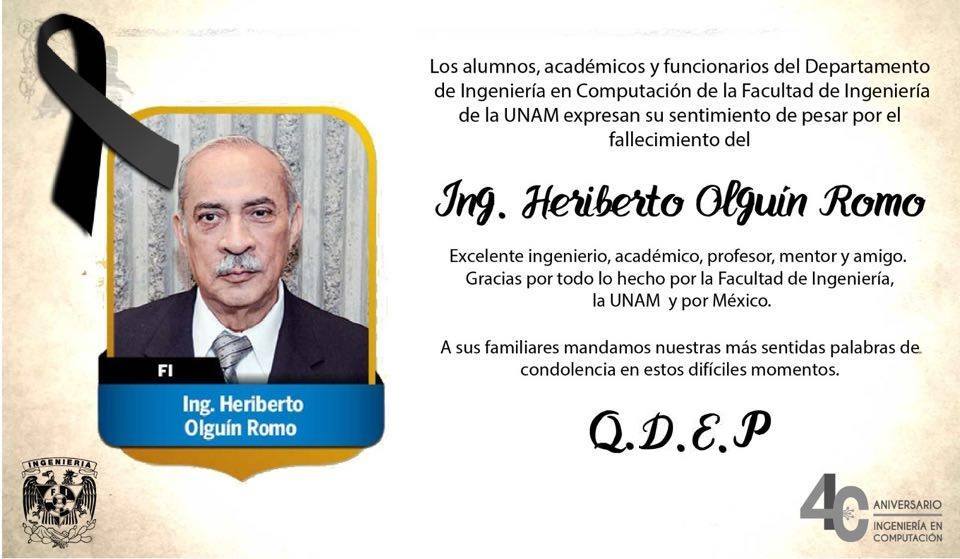 Los alumnos, académicos y funcionarios del Departamento
de Ingeniería en Computación de la Facultad de Ingeniería
de la UNAM expresan su sentimiento de pesar por el
fallecimiento del
Ing. Heriberto Olguín Romo
Excelente ingenierio, académico, profesor, mentor y amigo.
Gracias por todo lo hecho por la Facultad de Ingeniería,
la UNAM y por México.
A sus familiares mandamos nuestras más sentidas palabras de
condolencia en estos difíciles momentos.
Q.D.E.P
FI
Ing. Heriberto
Olguín Romo
INGENIERIA
40 ANIVERSARIO
INGENIERÍA EN
COMPUTACIÓN